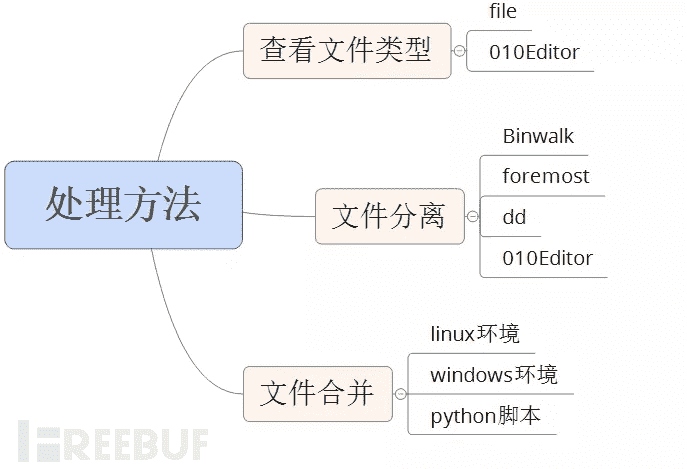 处理方法
查看文件类型
file
010Editor
文件分离
Binwalk
foremost
dd
010Editor
文件合并
linux环境
windows环境
python脚本
FREEBUF